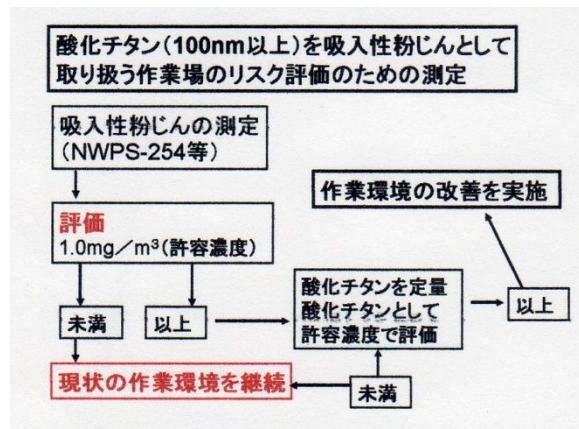 酸化チタン（100nm以上）を吸入性粉じんとして
取り扱う作業場のリスク評価のための測定
吸入性粉じんの測定
（NWPS-254等）
作業環境の改善を実施
評価
1.0mg／m³（許容濃度）
酸化チタンを定量
酸化チタンとして
許容濃度で評価
以上
未満
以上
現状の作業環境を継続
未満